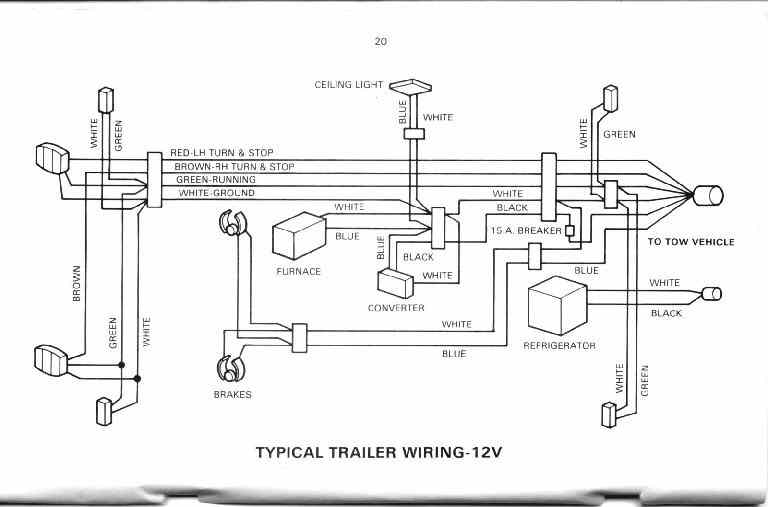 20
CEILING LIGHT
BLUE
WHITE
WHITE
GREEN
WHITE
GREEN
RED-LH TURN & STOP
BROWN-RH TURN & STOP
GREEN-RUNNING
WHITE-GROUND
WHITE
BLACK
WHITE
BLUE
15 A. BREAKER
TO TOW VEHICLE
BLUE
BLACK
FURNACE
WHITE
BLUE
CONVERTER
WHITE
BLACK
BROWN
GREEN
WHITE
WHITE
BLUE
REFRIGERATOR
WHITE
GREEN
BRAKES
TYPICAL TRAILER WIRING-12V